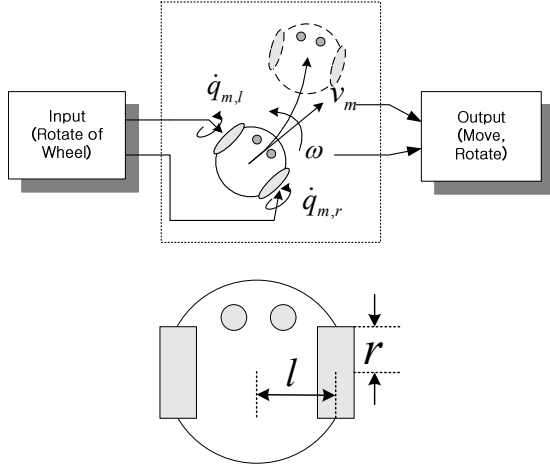 Input
(Rotate of
Wheel)
q̇m,l
vm
ω
q̇m,r
Output
(Move,
Rotate)
l
r